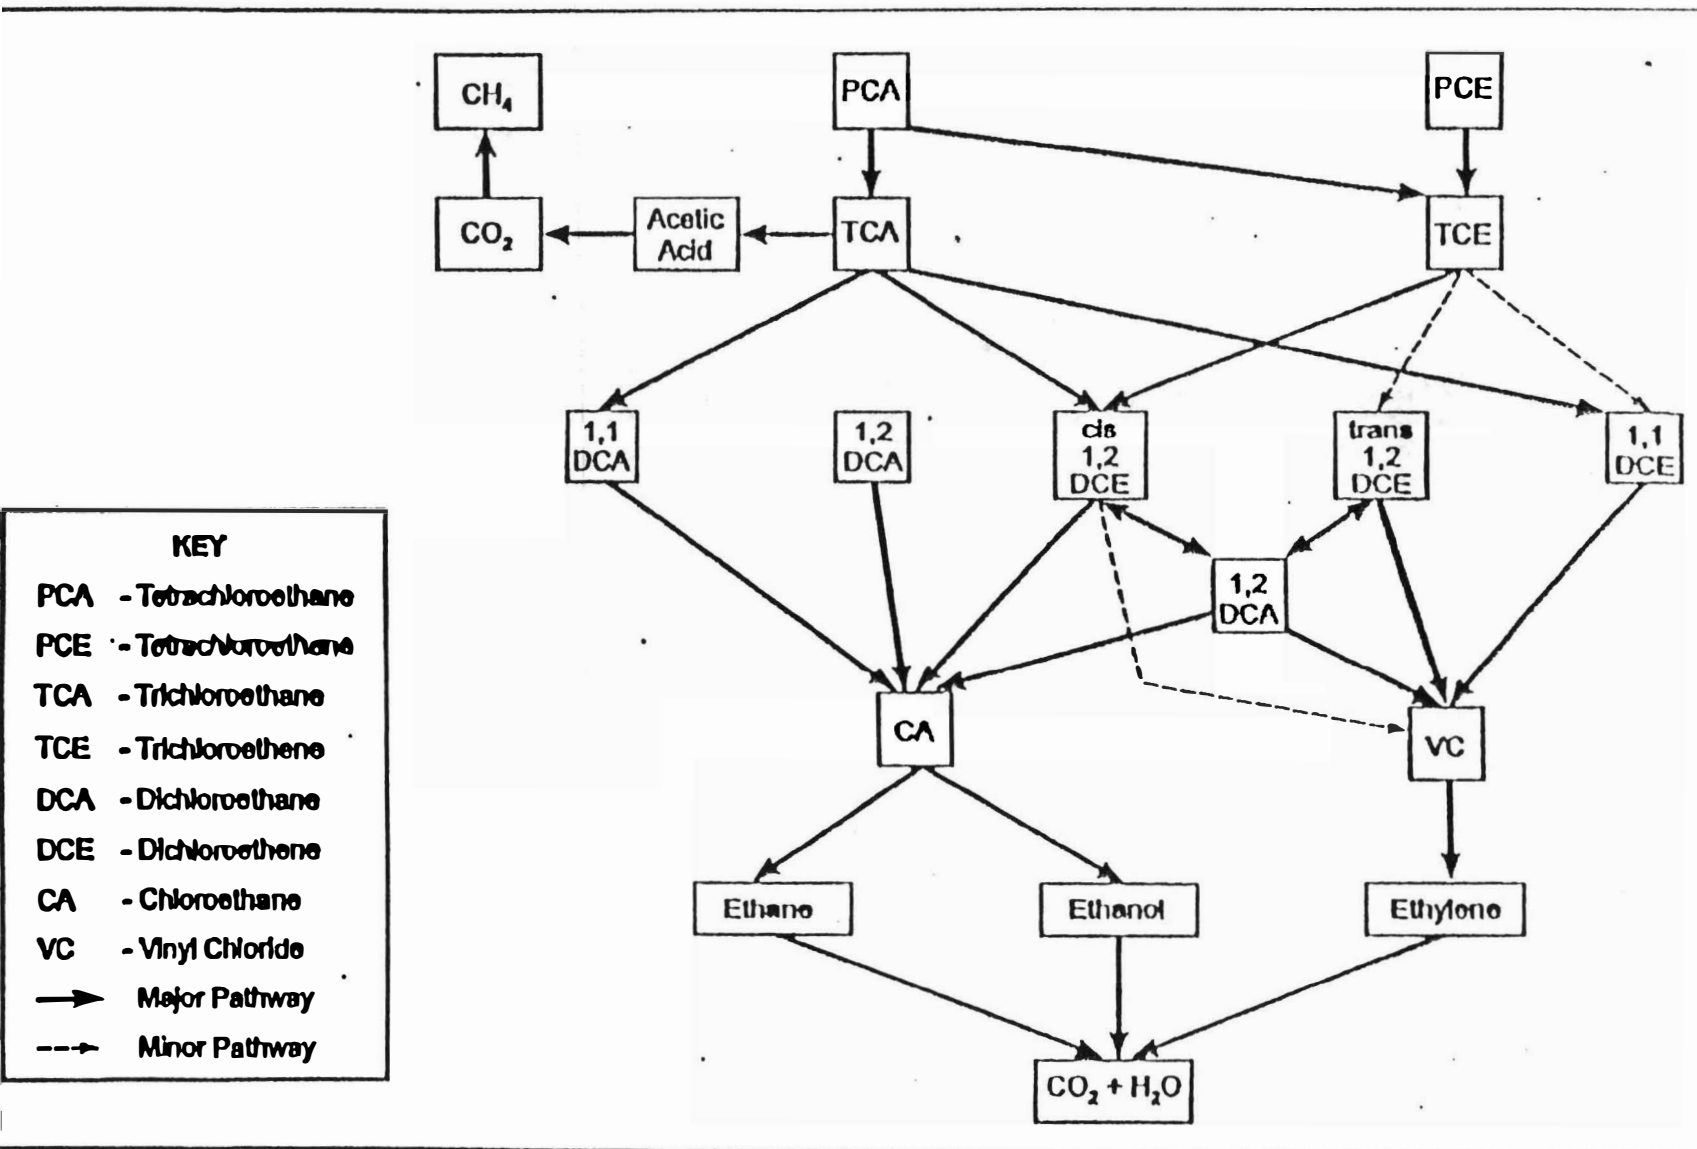 CH₄
PCA
PCE
CO₂
Acetic
Acid
TCA
TCE
1,1
DCA
1,2
DCA
cis
1,2
DCE
trans
1,2
DCE
1,1
DCE
1,2
DCA
CA
VC
Ethane
Ethanol
Ethylene
CO₂ + H₂O
KEY
PCA - Tetrachloroethane
PCE - Tetrachloroethene
TCA - Trichloroethane
TCE - Trichloroethene
DCA - Dichloroethane
DCE - Dichloroethene
CA - Chloroethane
VC - Vinyl Chloride
Major Pathway
Minor Pathway